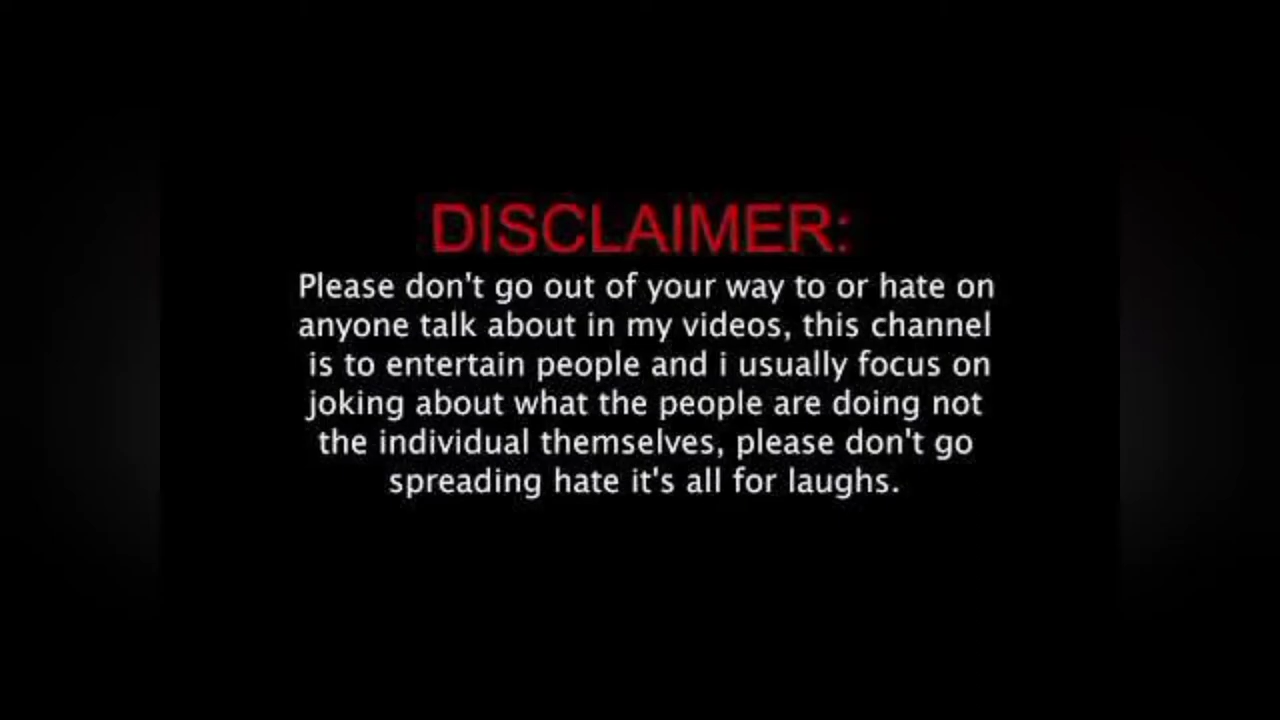 DISCLAIMER:
Please don't go out of your way to or hate on
anyone talk about in my videos, this channel
is to entertain people and i usually focus on
joking about what the people are doing not
the individual themselves, please don't go
spreading hate it's all for laughs.